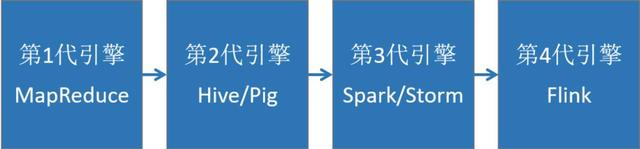 第1代引擎
MapReduce
第2代引擎
Hive/Pig
第3代引擎
Spark/Storm
第4代引擎
Flink